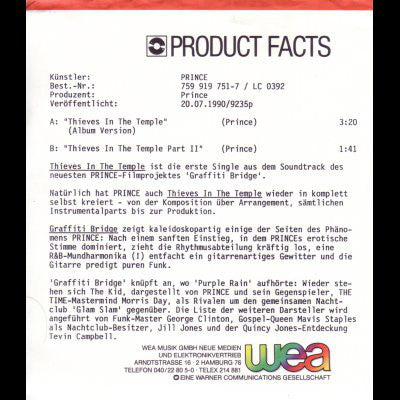 PRODUCT FACTS
Künstler: PRINCE
Best.-Nr.: 759 919 751-7 / LC 0392
Produzent: Prince
Veröffentlicht: 20.07.1990/9235p
A: "Thieves In The Temple" (Prince) 3:20
(Album Version)
B: "Thieves In The Temple Part II" (Prince) 1:41
Thieves In The Temple ist die erste Single aus dem Soundtrack des
neuesten PRINCE-Filmprojektes 'Graffiti Bridge'.
Natürlich hat PRINCE auch Thieves In The Temple wieder in komplett
selbst kreiert - von der Komposition über Arrangement, sämtlichen
Instrumentalparts bis zur Produktion.
Graffiti Bridge zeigt kaleidoskopartig einige der Seiten des Phäno-
mens PRINCE: Nach einem sanften Einstieg, in dem PRINCEs erotische
Stimme dominiert, zieht die Rhythmusabteilung kräftig los, eine
R&B-Mundharmonika (!) entfacht ein gitarrenartiges Gewitter und die
Gitarre predigt puren Funk.
'Graffiti Bridge' knüpft an, wo 'Purple Rain' aufhörte: Wieder ste-
hen sich The Kid, dargestellt von PRINCE und sein Gegenspieler, THE
TIME-Mastermind Morris Day, als Rivalen um den gemeinsamen Nacht-
club 'Glam Slam' gegenüber. Die Liste der weiteren Darsteller wird
angeführt von Funk-Master George Clinton, Gospel-Queen Mavis Staples
als Nachtclub-Besitzer, Jill Jones und der Quincy Jones-Entdeckung
Tevin Campbell.
WEA MUSIK GMBH NEUE MEDIEN
UND ELEKTRONIKVERTRIEB
ARNDTSTRASSE 16 · 2 HAMBURG 76
TELEFON 040/22 80 5-0 · TELEX 214 881
EINE WARNER COMMUNICATIONS GESELLSCHAFT
wea